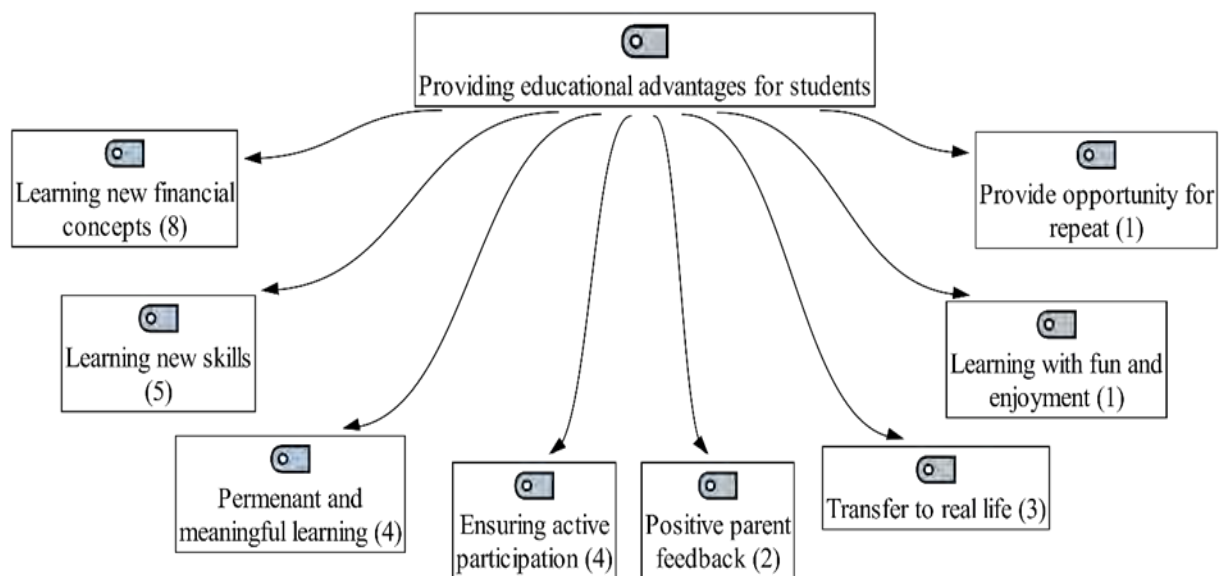 Providing educational advantages for students
Learning new financial
concepts (8)
Learning new skills
(5)
Permenant and
meaningful learning (4)
Ensuring active
participation (4)
Positive parent
feedback (2)
Transfer to real life (3)
Learning with fun and
enjoyment (1)
Provide opportunity for
repeat (1)